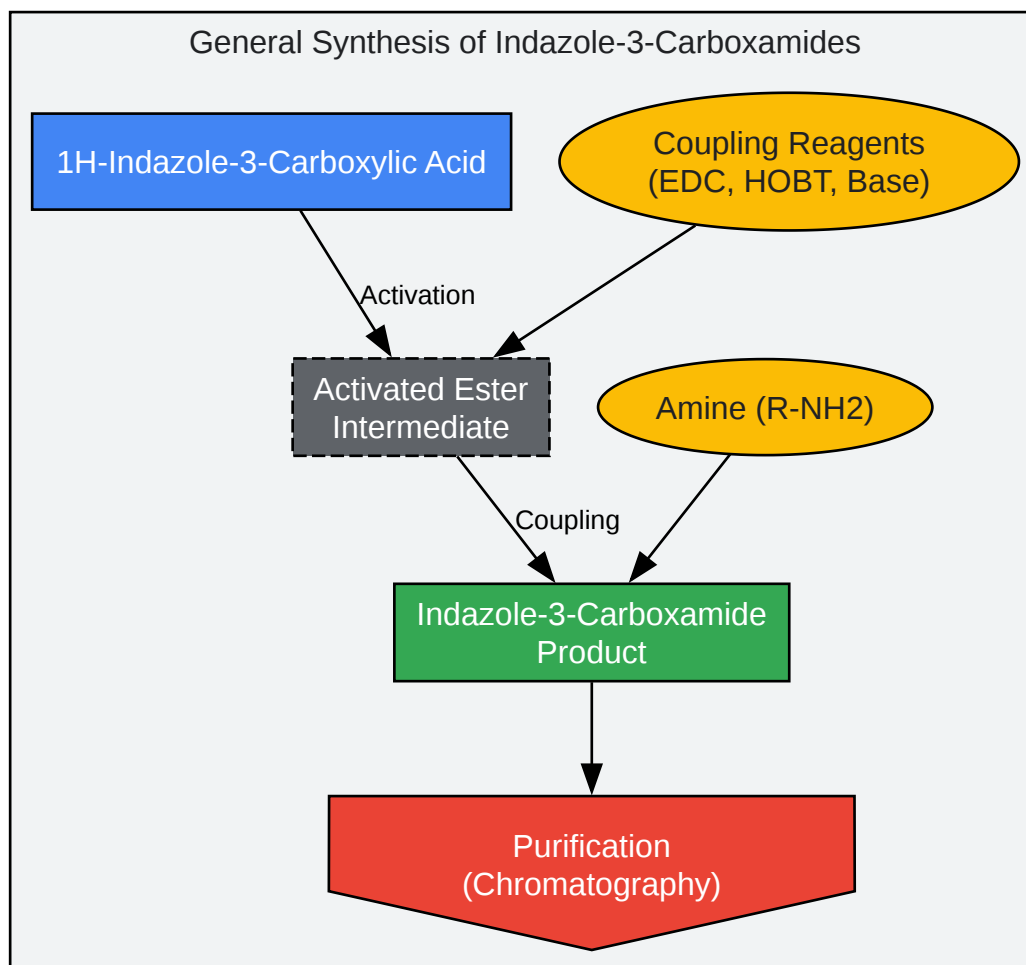 General Synthesis of Indazole-3-Carboxamides
1H-Indazole-3-Carboxylic Acid
Coupling Reagents
(EDC, HOBT, Base)
Activation
Activated Ester
Intermediate
Amine (R-NH2)
Coupling
Indazole-3-Carboxamide
Product
Purification
(Chromatography)